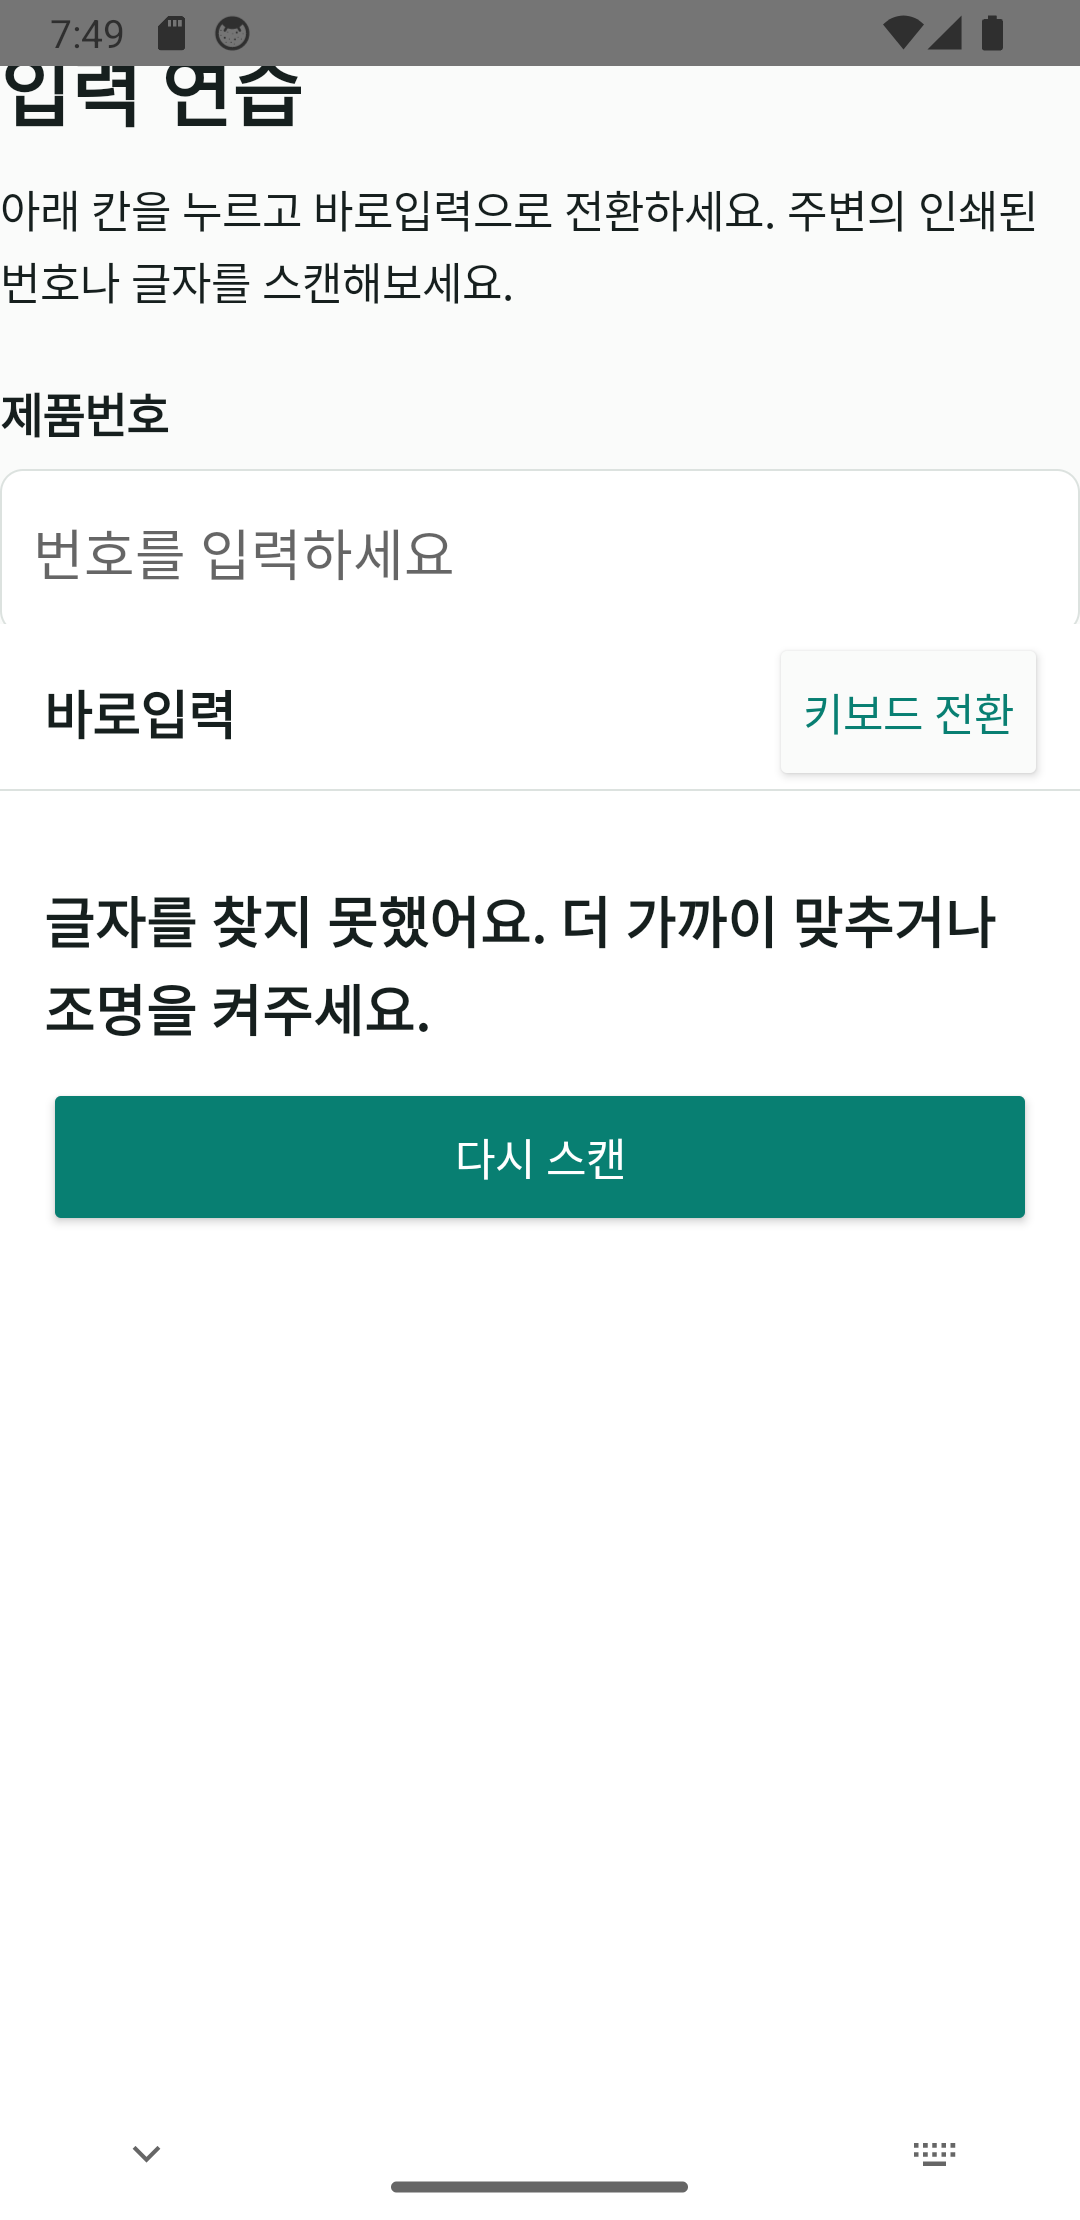 7:49
입력 연습
아래 칸을 누르고 바로입력으로 전환하세요. 주변의 인쇄된
번호나 글자를 스캔해보세요.
제품번호
번호를 입력하세요
바로입력
키보드 전환
글자를 찾지 못했어요. 더 가까이 맞추거나
조명을 켜주세요.
다시 스캔